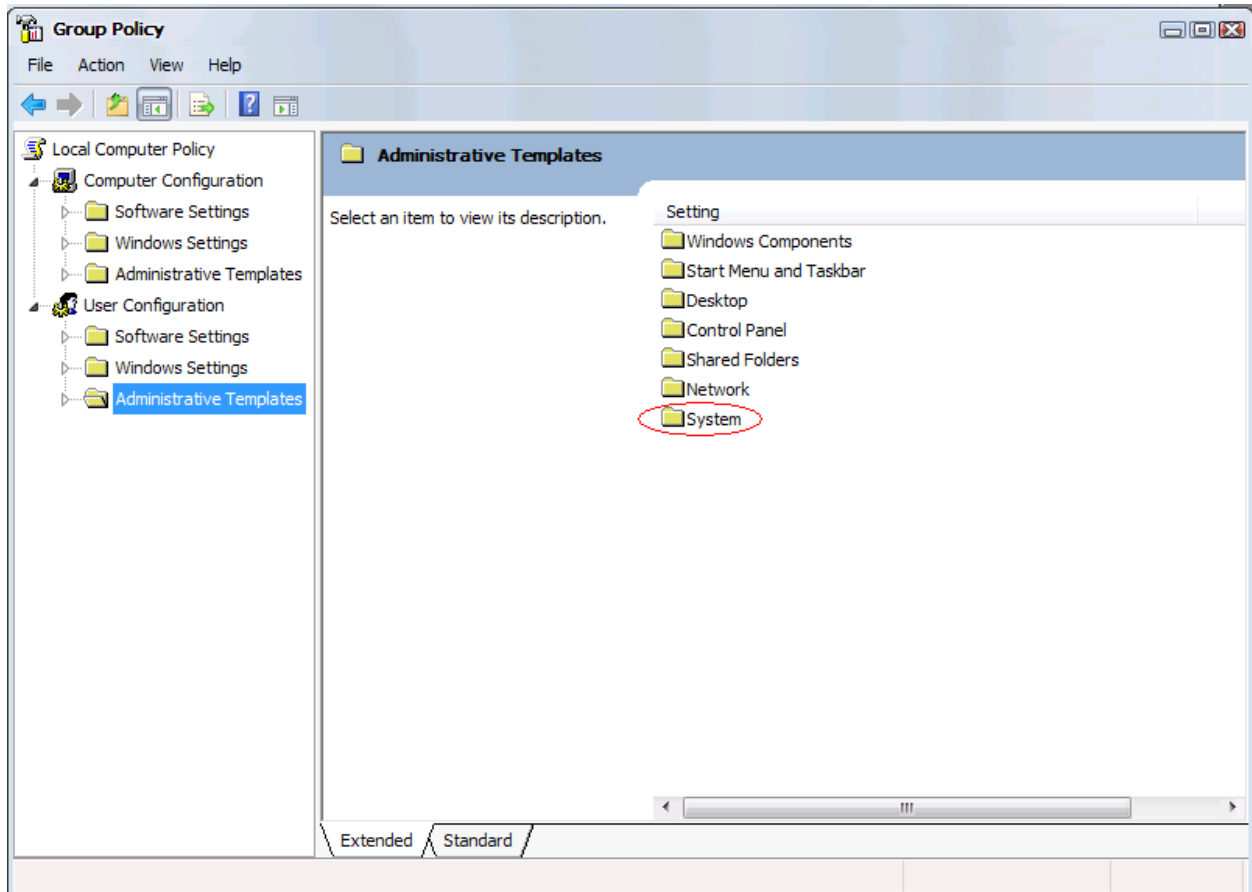 Group Policy
File Action View Help
Local Computer Policy
Computer Configuration
Software Settings
Windows Settings
Administrative Templates
User Configuration
Software Settings
Windows Settings
Administrative Templates
Administrative Templates
Select an item to view its description.
Setting
Windows Components
Start Menu and Taskbar
Desktop
Control Panel
Shared Folders
Network
System
Extended Standard